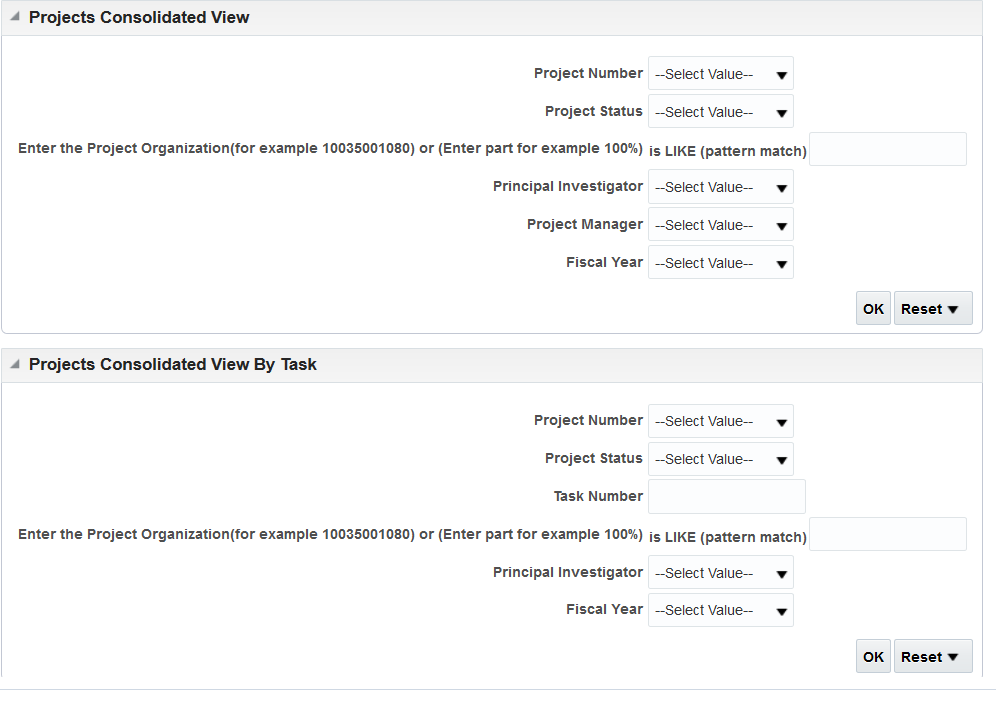 Projects Consolidated View
Project Number --Select Value--
Project Status --Select Value--
Enter the Project Organization(for example 10035001080) or (Enter part for example 100%) is LIKE (pattern match)
Principal Investigator --Select Value--
Project Manager --Select Value--
Fiscal Year --Select Value--
OK Reset
Projects Consolidated View By Task
Project Number --Select Value--
Project Status --Select Value--
Task Number
Enter the Project Organization(for example 10035001080) or (Enter part for example 100%) is LIKE (pattern match)
Principal Investigator --Select Value--
Fiscal Year --Select Value--
OK Reset